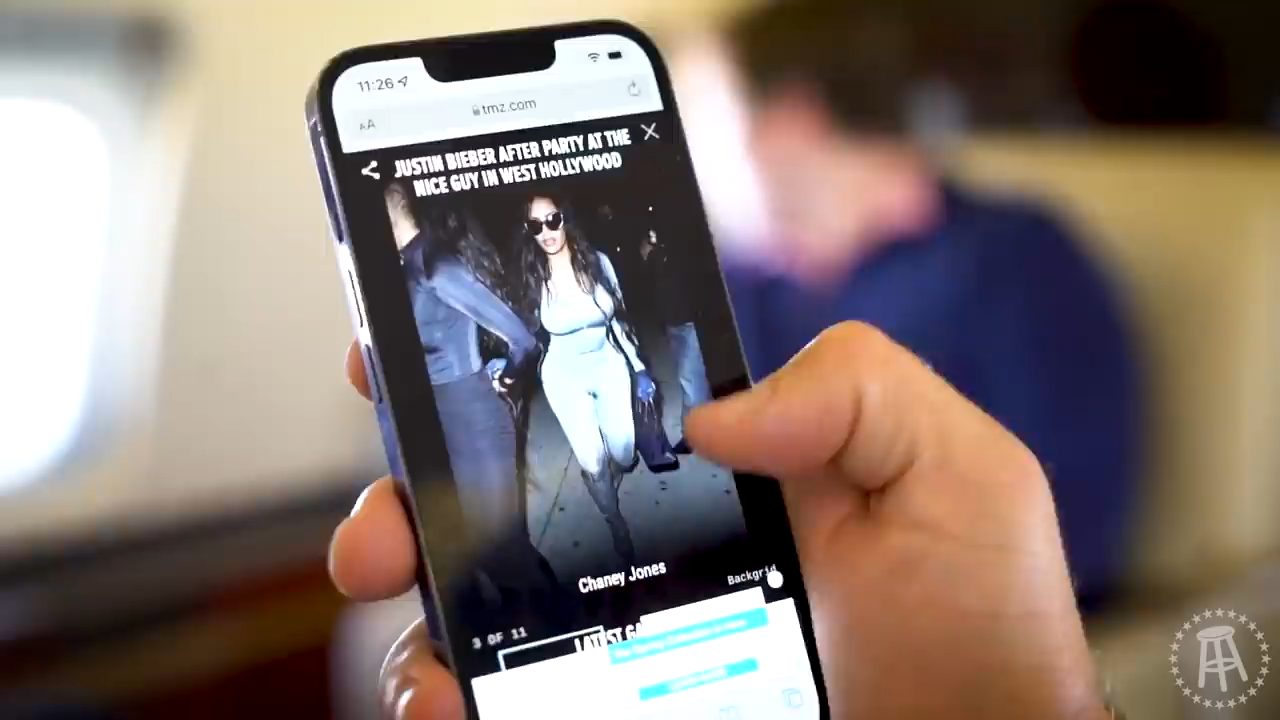 11:26
AA
tmz.com
JUSTIN BIEBER AFTER PARTY AT THE
NICE GUY IN WEST HOLLYWOOD
Chaney Jones
Backgrid
3 OF 11
LATEST